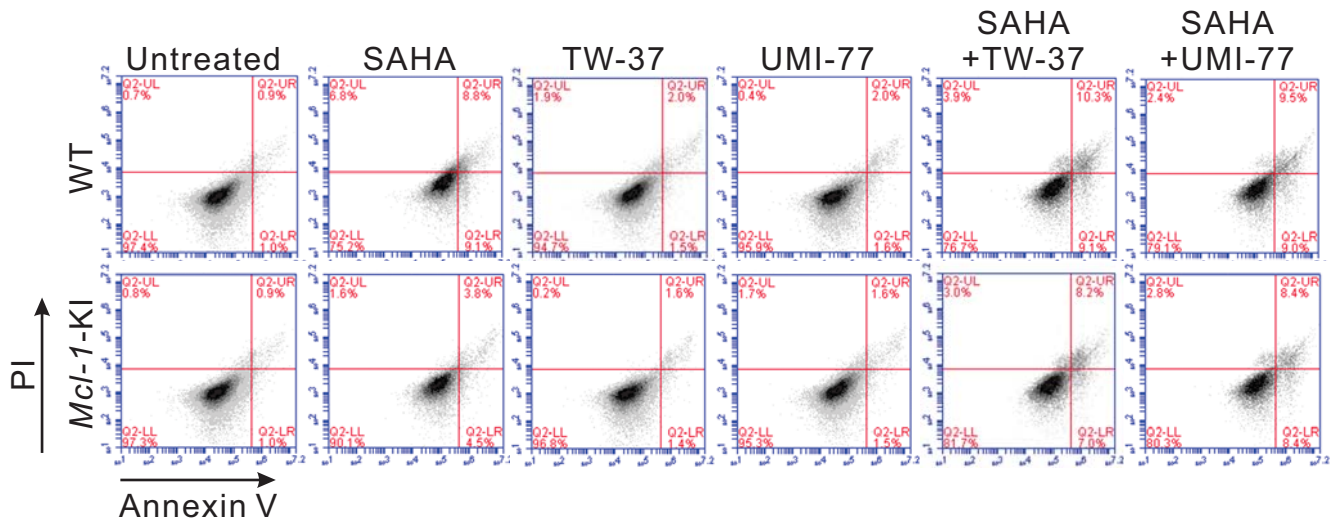 SAHA SAHA
Untreated SAHA TW-37 UMI-77 +TW-37 +UMI-77
Q2-UL Q2-UR Q2-UL Q2-UR Q2-UL Q2-UR Q2-UL Q2-UR Q2-UL Q2-UR Q2-UL Q2-UR
0.7% 0.9% 6.8% 8.8% 1.9% 2.0% 0.4% 2.0% 3.9% 10.3% 2.4% 9.5%
WT
Q2-LL Q2-LR Q2-LL Q2-LR Q2-LL Q2-LR Q2-LL Q2-LR Q2-LL Q2-LR Q2-LL Q2-LR
97.4% 1.0% 75.2% 9.1% 94.7% 1.5% 95.9% 1.6% 76.7% 9.1% 79.1% 9.0%
Q2-UL Q2-UR Q2-UL Q2-UR Q2-UL Q2-UR Q2-UL Q2-UR Q2-UL Q2-UR Q2-UL Q2-UR
0.8% 0.9% 1.6% 3.8% 0.2% 1.6% 1.7% 1.6% 3.0% 8.2% 2.8% 8.4%
PI
Mcl-1-KI
Q2-LL Q2-LR Q2-LL Q2-LR Q2-LL Q2-LR Q2-LL Q2-LR Q2-LL Q2-LR Q2-LL Q2-LR
97.3% 1.0% 90.1% 4.5% 96.8% 1.4% 95.3% 1.5% 81.7% 7.0% 80.3% 8.4%
Annexin V